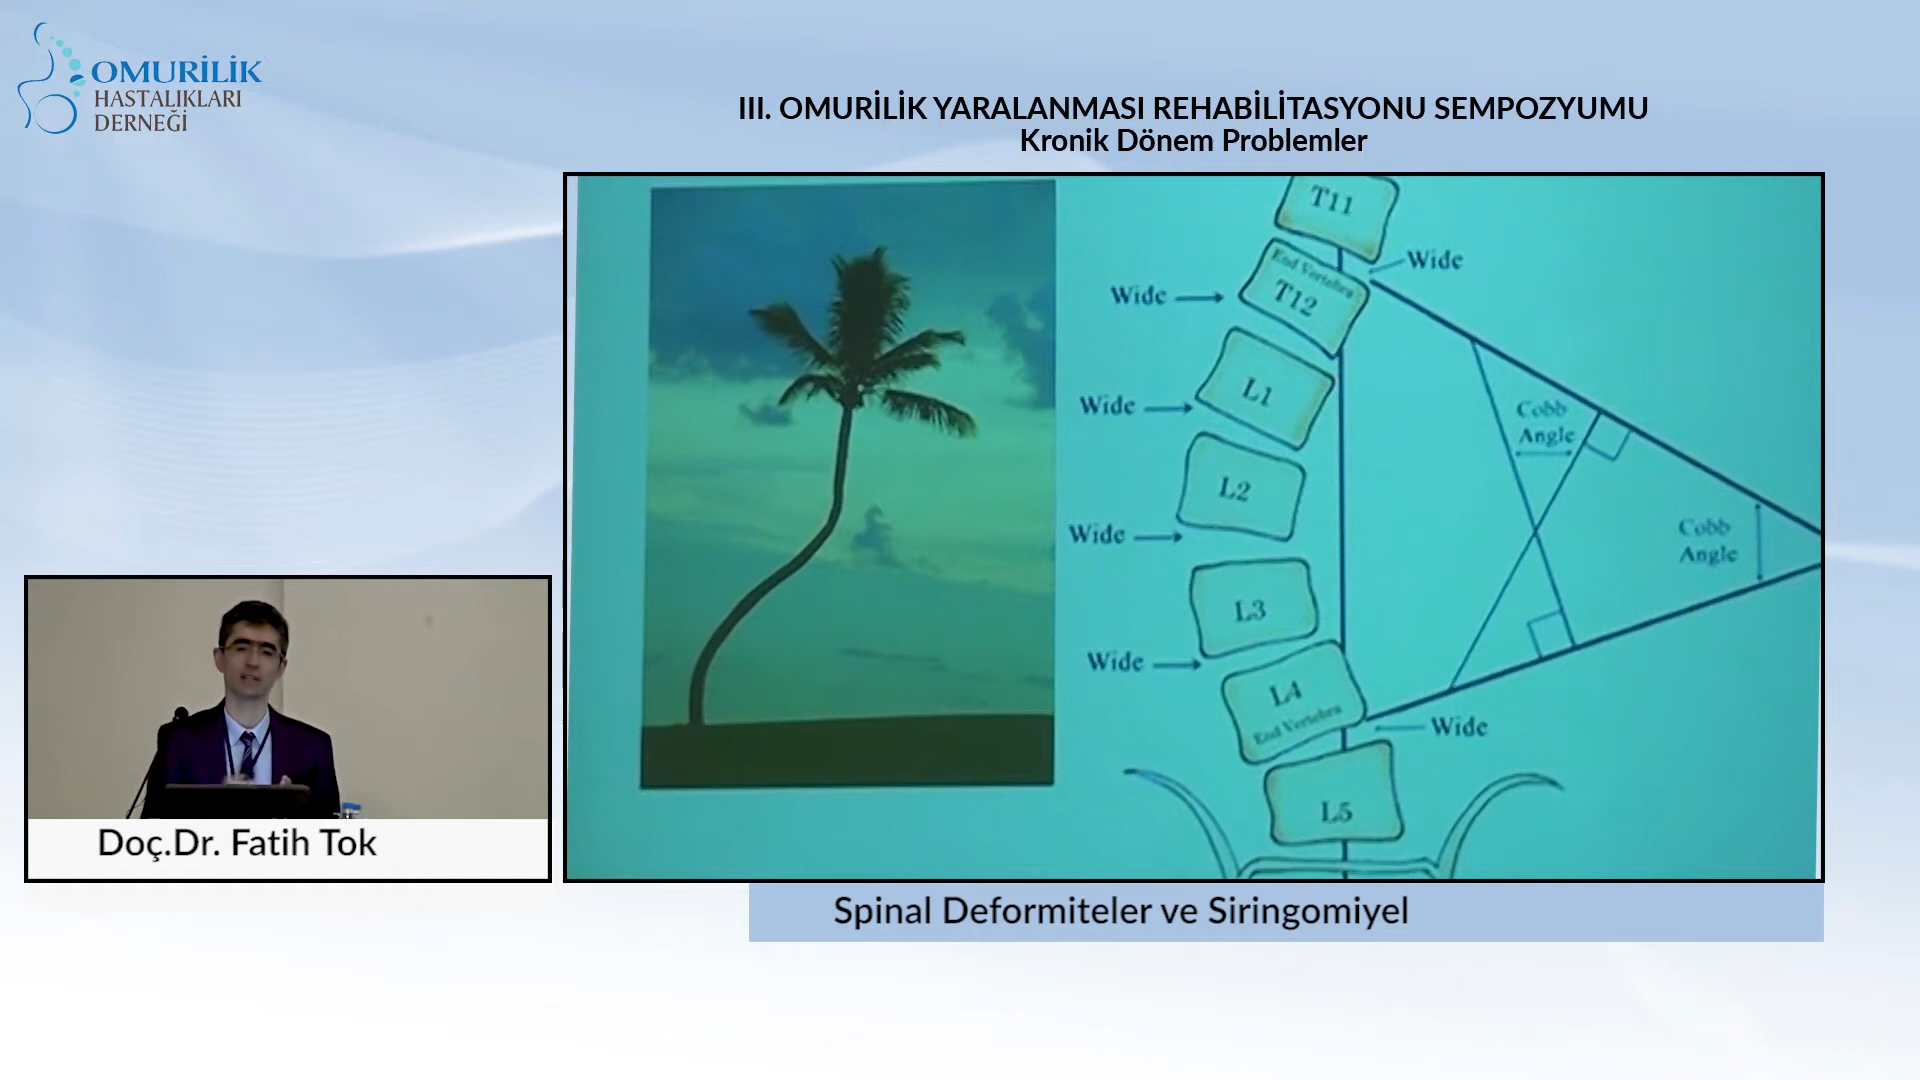 OMURİLİK
HASTALIKLARI
DERNEĞİ
III. OMURİLİK YARALANMASI REHABİLİTASYONU SEMPOZYUMU
Kronik Dönem Problemler
T11
Wide
End Vertebra
T12
Wide
L1
Wide
Cobb
Angle
L2
Wide
Cobb
Angle
L3
Wide
L4
End Vertebra
Wide
L5
Doç.Dr. Fatih Tok
Spinal Deformiteler ve Siringomiyel